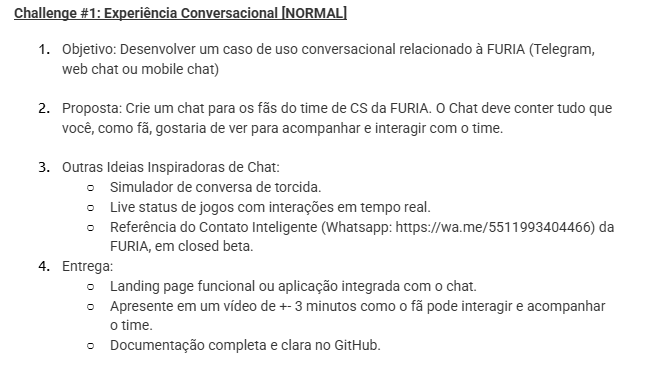 Challenge #1: Experiência Conversacional [NORMAL]
1. Objetivo: Desenvolver um caso de uso conversacional relacionado à FURIA (Telegram,
web chat ou mobile chat)
2. Proposta: Crie um chat para os fãs do time de CS da FURIA. O Chat deve conter tudo que
você, como fã, gostaria de ver para acompanhar e interagir com o time.
3. Outras Ideias Inspiradoras de Chat:
○ Simulador de conversa de torcida.
○ Live status de jogos com interações em tempo real.
○ Referência do Contato Inteligente (Whatsapp: https://wa.me/5511993404466) da
FURIA, em closed beta.
4. Entrega:
○ Landing page funcional ou aplicação integrada com o chat.
○ Apresente em um vídeo de +- 3 minutos como o fã pode interagir e acompanhar
o time.
○ Documentação completa e clara no GitHub.